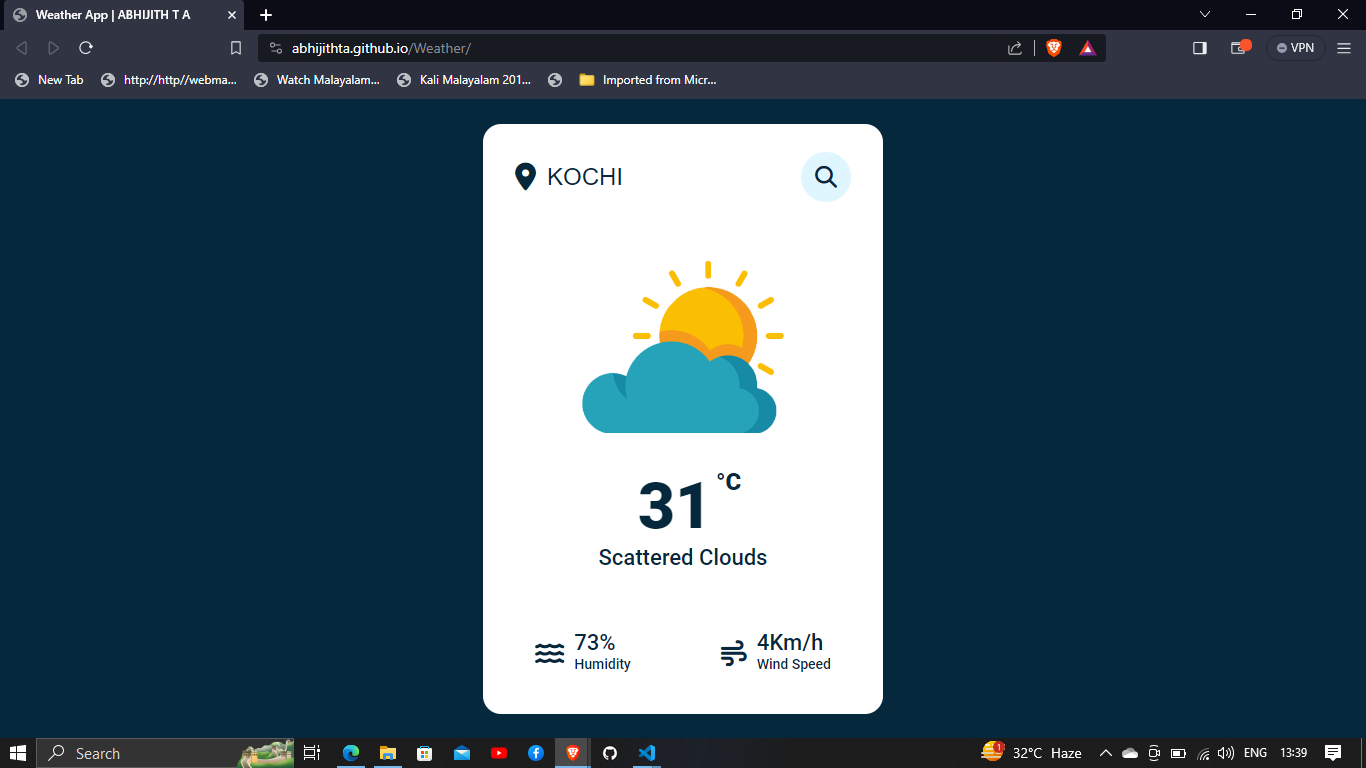 Weather App | ABHIJITH T A
abhijithta.github.io/Weather/
VPN
New Tab
http://http//webma...
Watch Malayalam...
Kali Malayalam 201...
Imported from Micr...
KOCHI
31 °C
Scattered Clouds
73%
Humidity
4Km/h
Wind Speed
Search
1
32°C Haze
ENG
13:39